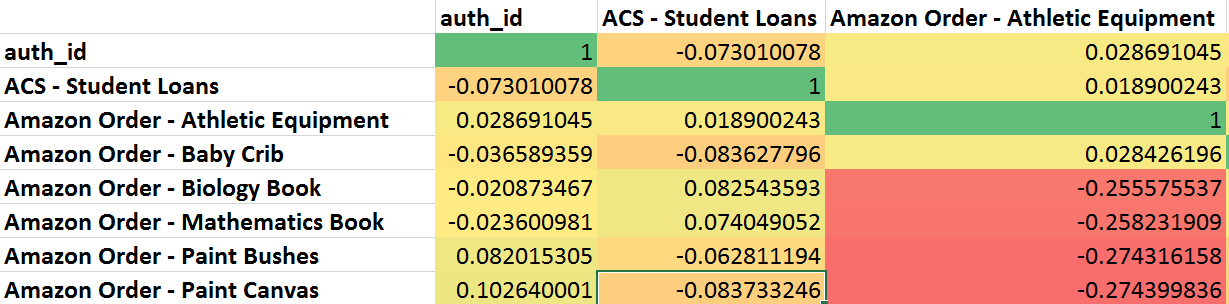 auth_id ACS - Student Loans Amazon Order - Athletic Equipment
auth_id 1 -0.073010078 0.028691045
ACS - Student Loans -0.073010078 1 0.018900243
Amazon Order - Athletic Equipment 0.028691045 0.018900243 1
Amazon Order - Baby Crib -0.036589359 -0.083627796 0.028426196
Amazon Order - Biology Book -0.020873467 0.082543593 -0.255575537
Amazon Order - Mathematics Book -0.023600981 0.074049052 -0.258231909
Amazon Order - Paint Bushes 0.082015305 -0.062811194 -0.274316158
Amazon Order - Paint Canvas 0.102640001 -0.083733246 -0.274399836